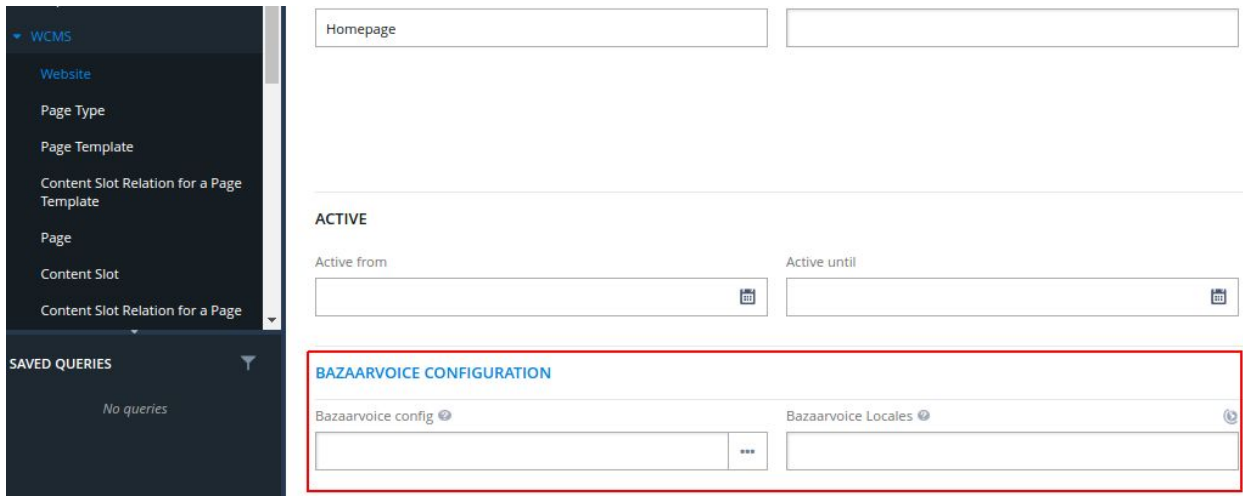 WCMS
Website
Page Type
Page Template
Content Slot Relation for a Page
Template
Page
Content Slot
Content Slot Relation for a Page
SAVED QUERIES
No queries
Homepage
ACTIVE
Active from
Active until
BAZAARVOICE CONFIGURATION
Bazaarvoice config
Bazaarvoice Locales